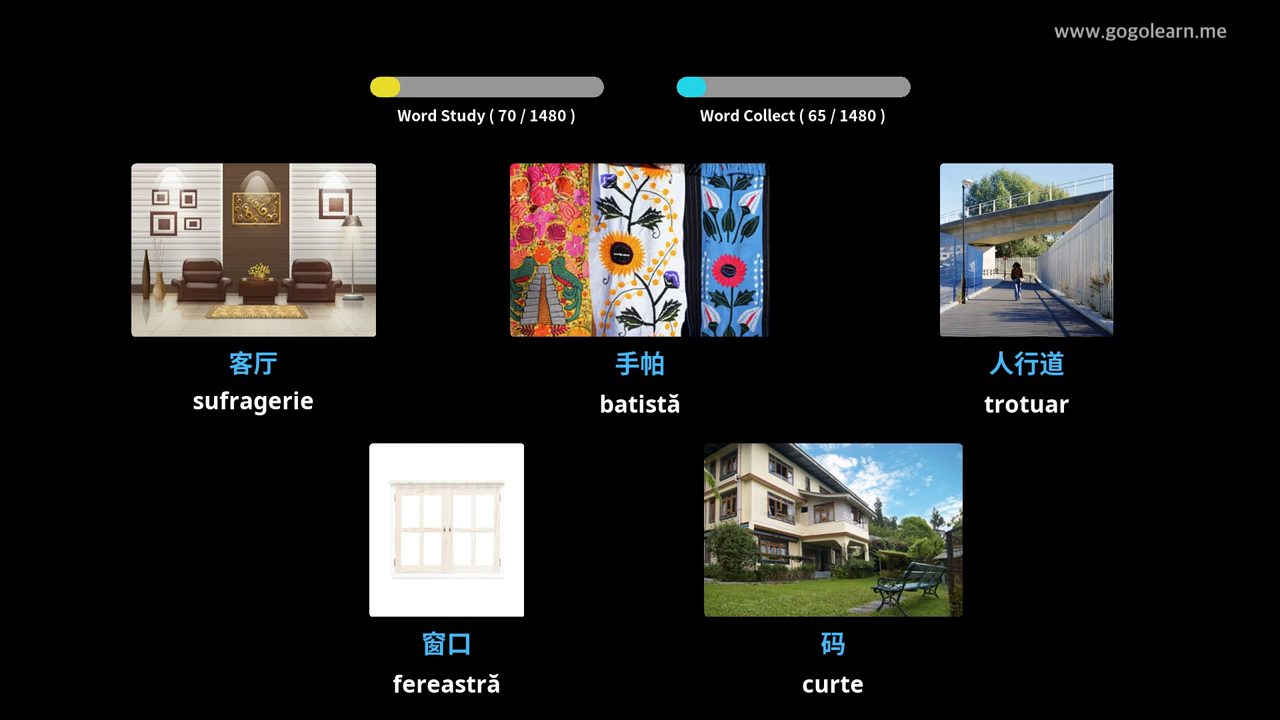 www.gogolearn.me
Word Study ( 70 / 1480 )
Word Collect ( 65 / 1480 )
客厅
sufragerie
手帕
batistă
人行道
trotuar
窗口
fereastră
码
curte